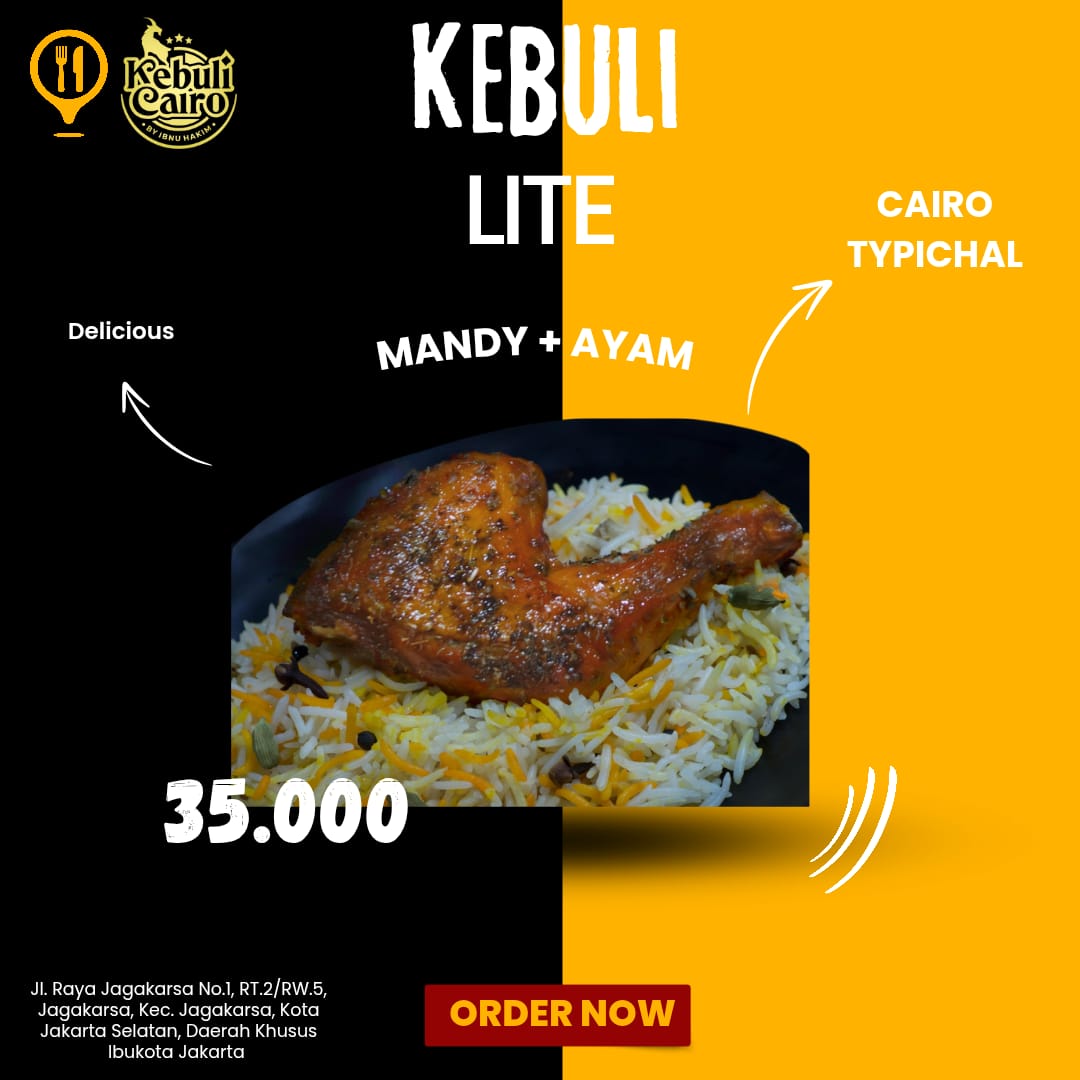 Kebuli
Cairo
• BY IBNU HAKIM •
KEBULI
LITE
CAIRO
TYPICHAL
Delicious
MANDY + AYAM
35.000
Jl. Raya Jagakarsa No.1, RT.2/RW.5,
Jagakarsa, Kec. Jagakarsa, Kota
Jakarta Selatan, Daerah Khusus
Ibukota Jakarta
ORDER NOW